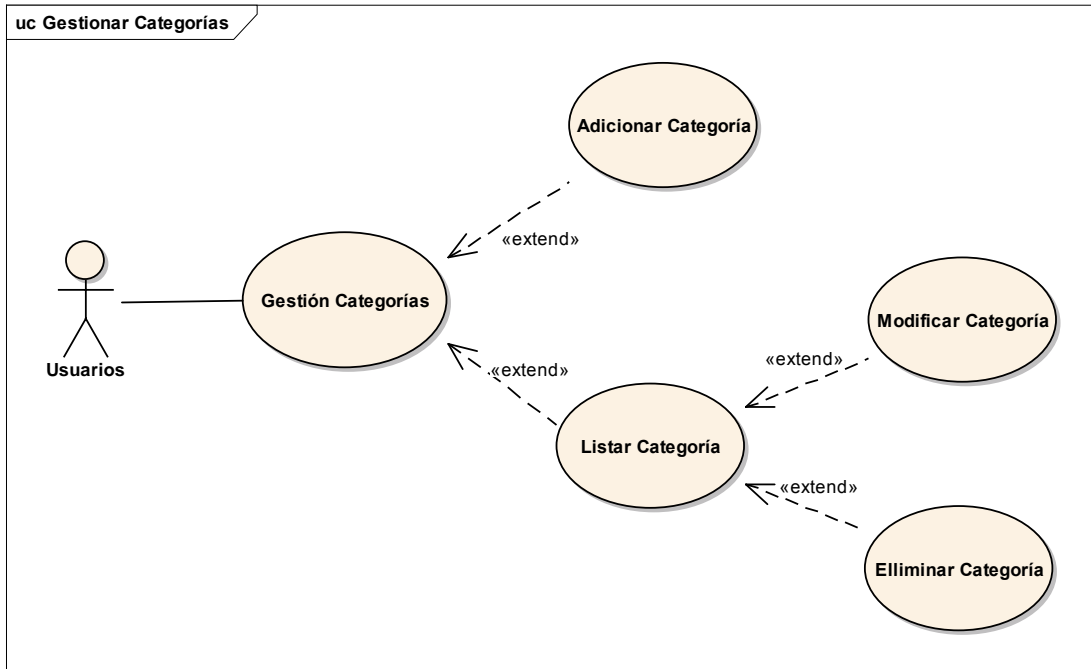 uc Gestionar Categorías
Adicionar Categoría
«extend»
Gestión Categorías
Usuarios
«extend»
Modificar Categoría
«extend»
Listar Categoría
«extend»
Elliminar Categoría